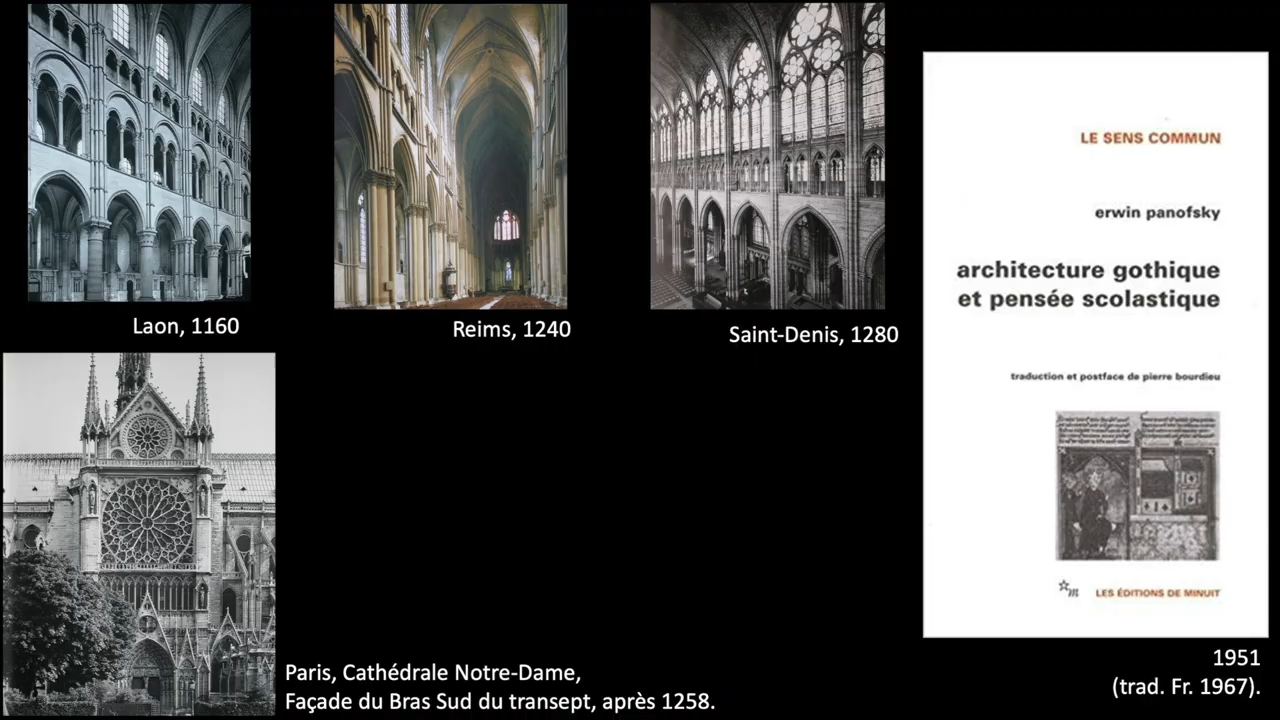 Laon, 1160
Reims, 1240
Saint-Denis, 1280
LE SENS COMMUN
erwin panofsky
architecture gothique
et pensée scolastique
traduction et postface de pierre bourdieu
m
LES ÉDITIONS DE MINUIT
1951
(trad. Fr. 1967).
Paris, Cathédrale Notre-Dame,
Façade du Bras Sud du transept, après 1258.